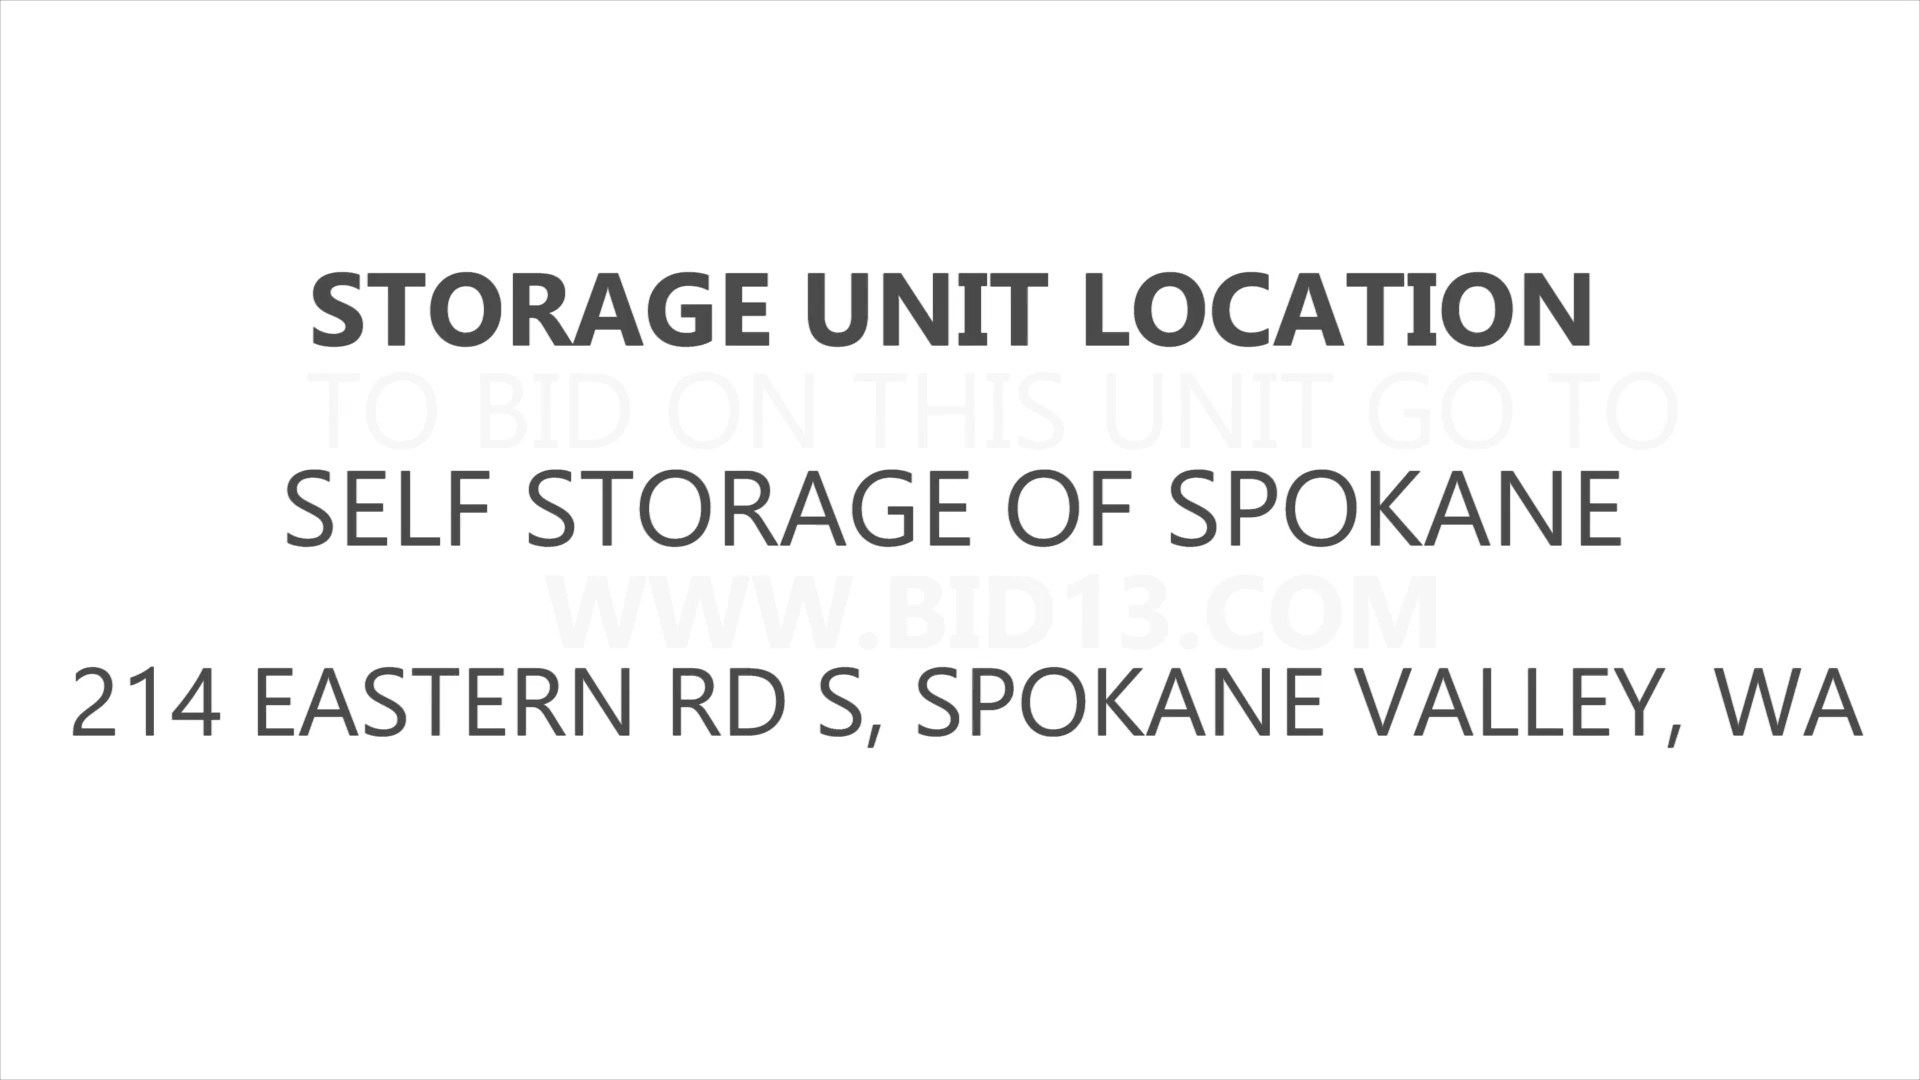 STORAGE UNIT LOCATION
TO BID ON THIS UNIT GO TO
SELF STORAGE OF SPOKANE
WWW.BID13.COM
214 EASTERN RD S, SPOKANE VALLEY, WA